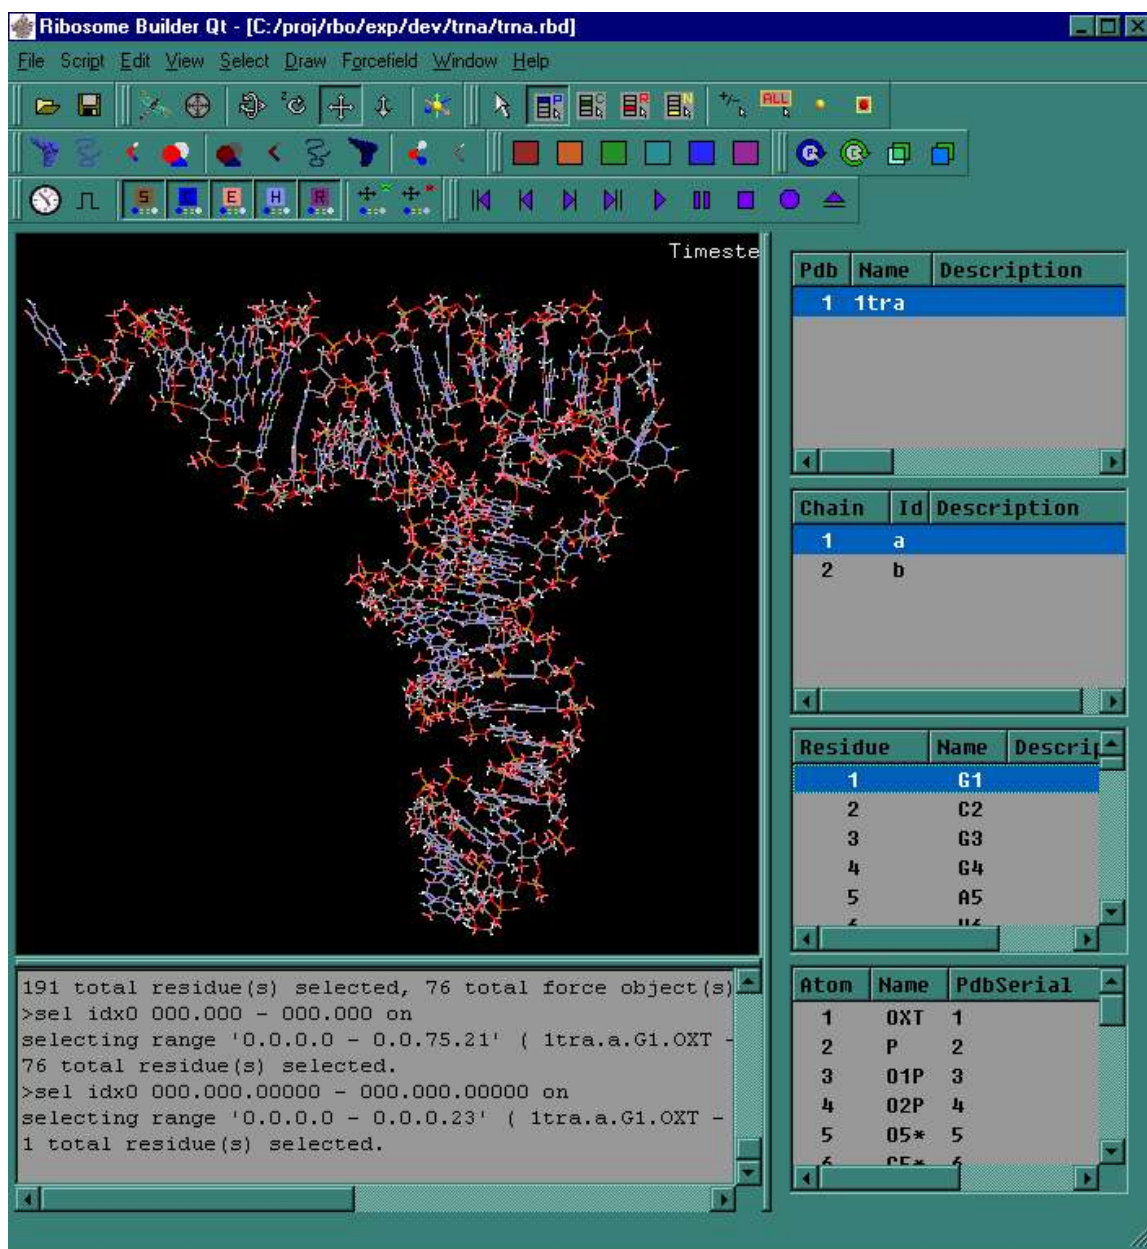 Ribosome Builder Qt - [C:/proj/rbo/exp/dev/trna/trna.rbd]
File Script Edit View Select Draw Forcefield Window Help
P C R N +/- ALL
P C
S C E H R
Timeste
Pdb Name Description
1 1tra
Chain Id Description
1 a
2 b
Residue Name Descrip
1 G1
2 C2
3 G3
4 G4
5 A5
191 total residue(s) selected, 76 total force object(s)
>sel idx0 000.000 - 000.000 on
selecting range '0.0.0.0 - 0.0.75.21' ( 1tra.a.G1.OXT -
76 total residue(s) selected.
>sel idx0 000.000.00000 - 000.000.00000 on
selecting range '0.0.0.0 - 0.0.0.23' ( 1tra.a.G1.OXT -
1 total residue(s) selected.
Atom Name PdbSerial
1 OXT 1
2 P 2
3 O1P 3
4 O2P 4
5 O5* 5